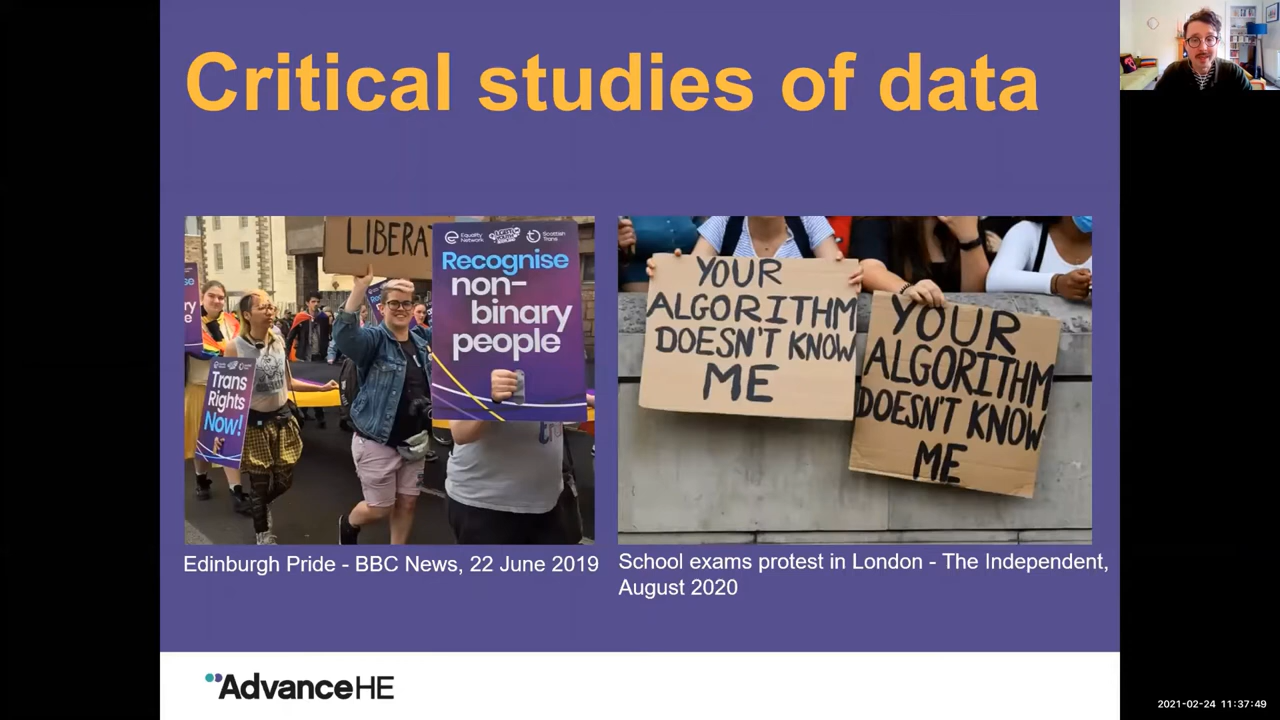 Critical studies of data
LIBERA
Equality
Network
Scottish
Trans
Recognise
non-
binary
people
Trans
Rights
Now!
YOUR
ALGORITHM
DOESN'T KNOW
ME
YOUR
ALGORITHM
DOESN'T KNOW
ME
Edinburgh Pride - BBC News, 22 June 2019
School exams protest in London - The Independent,
August 2020
AdvanceHE
2021-02-24 11:37:49